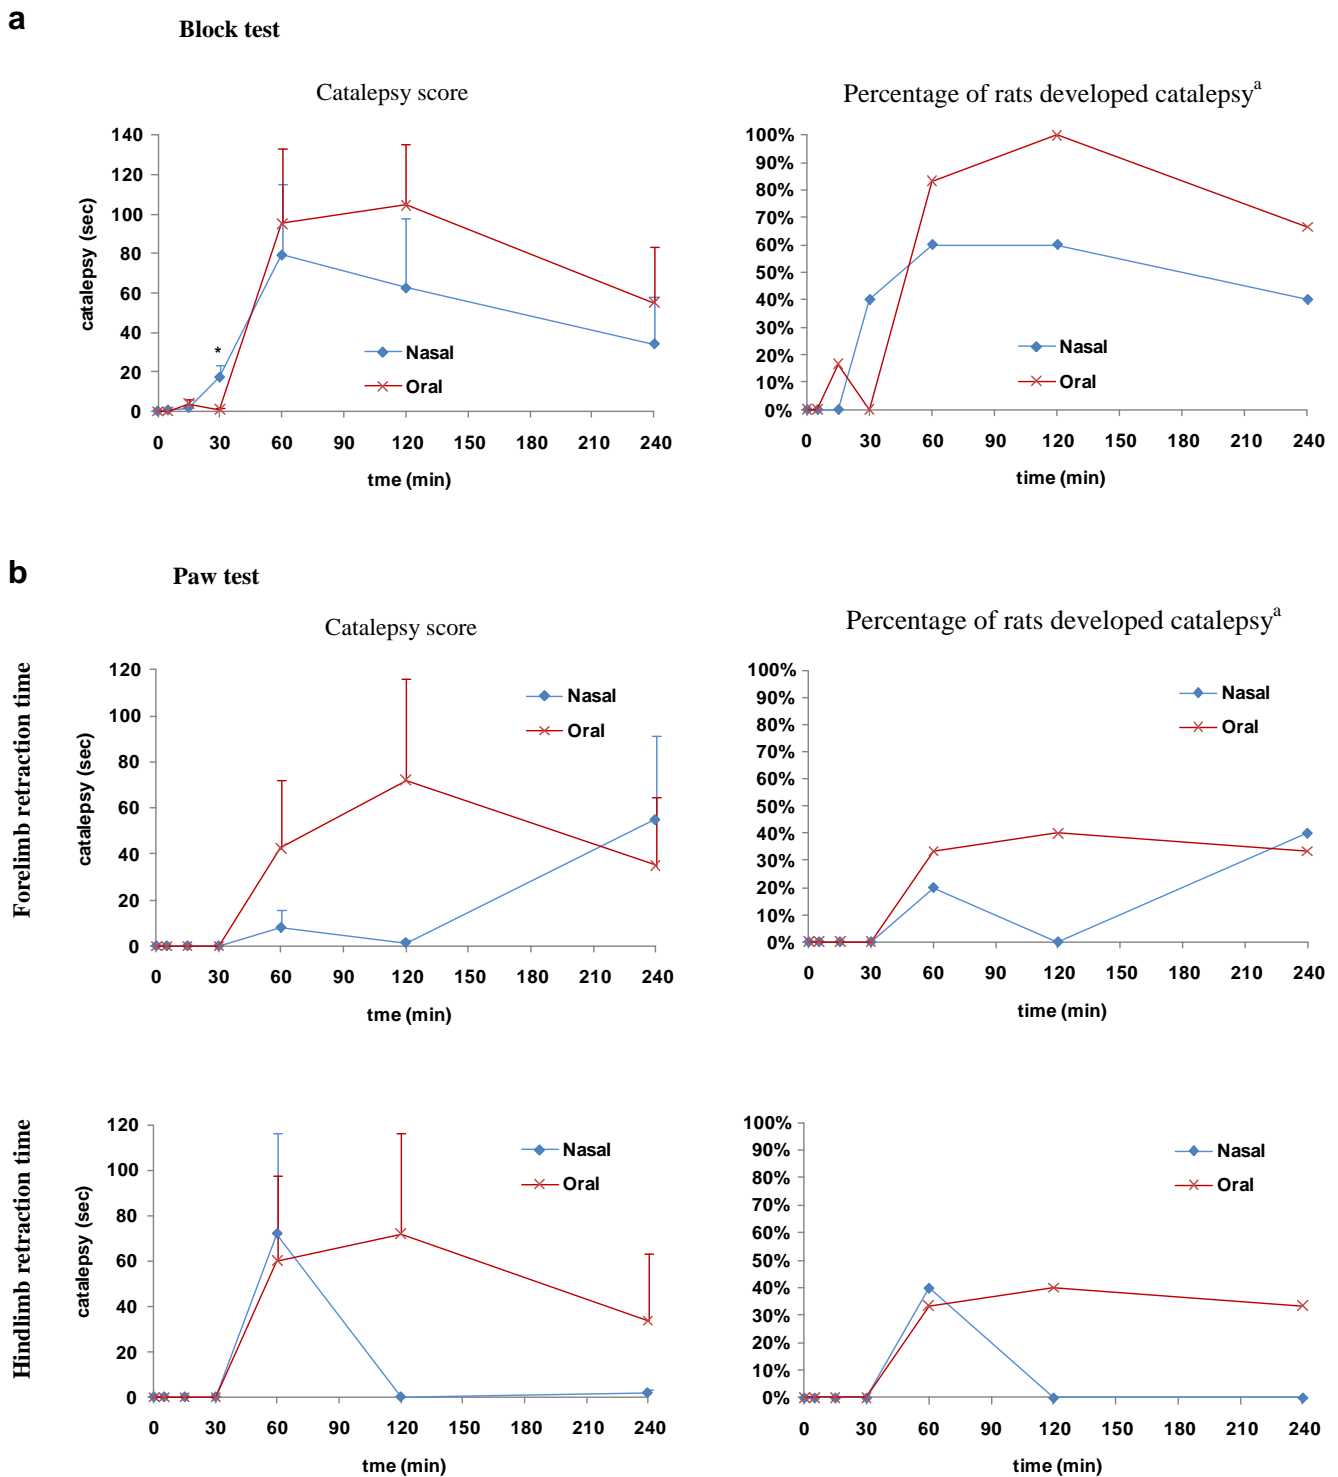 a
Block test
Catalepsy score
140
120
100
80
60
40
20
0
catalepsy (sec)
*
Nasal
Oral
0 30 60 90 120 150 180 210 240
tme (min)
Percentage of rats developed catalepsyᵃ
100%
90%
80%
70%
60%
50%
40%
30%
20%
10%
0%
Nasal
Oral
0 30 60 90 120 150 180 210 240
time (min)
b
Paw test
Forelimb retraction time
Catalepsy score
120
100
80
60
40
20
0
catalepsy (sec)
Nasal
Oral
0 30 60 90 120 150 180 210 240
tme (min)
Percentage of rats developed catalepsyᵃ
100%
90%
80%
70%
60%
50%
40%
30%
20%
10%
0%
Nasal
Oral
0 30 60 90 120 150 180 210 240
time (min)
Hindlimb retraction time
120
100
80
60
40
20
0
catalepsy (sec)
Nasal
Oral
0 30 60 90 120 150 180 210 240
tme (min)
100%
90%
80%
70%
60%
50%
40%
30%
20%
10%
0%
Nasal
Oral
0 30 60 90 120 150 180 210 240
time (min)